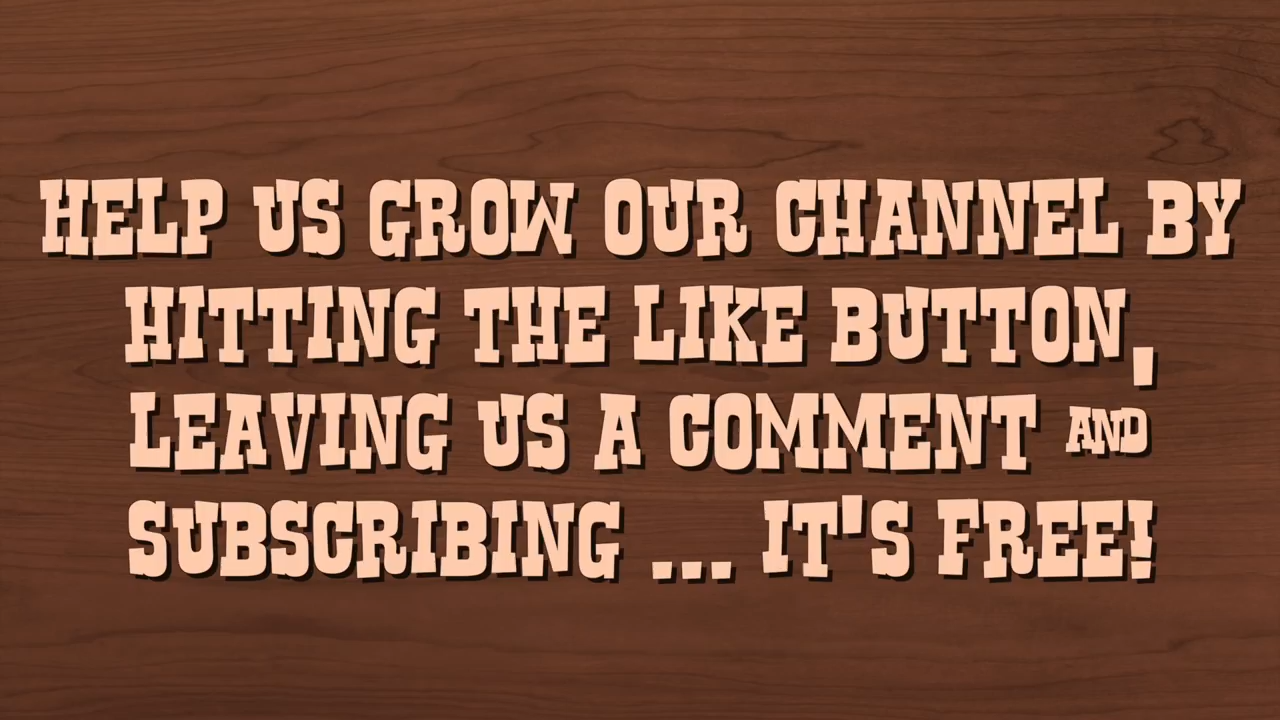 HELP US GROW OUR CHANNEL BY
HITTING THE LIKE BUTTON,
LEAVING US A COMMENT AND
SUBSCRIBING ... IT'S FREE!